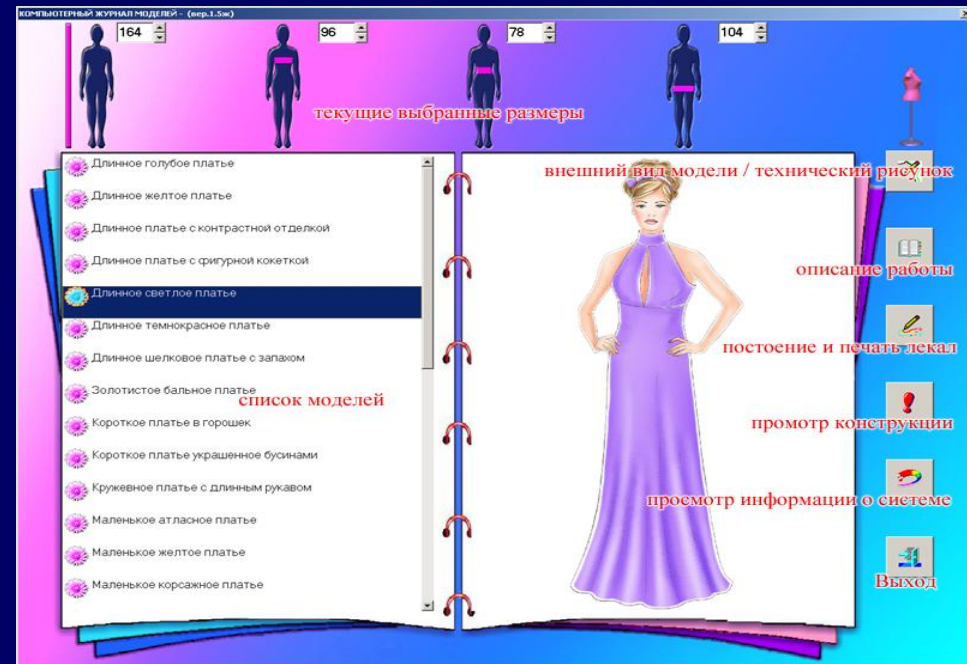 КОМПЬЮТЕРНЫЙ ЖУРНАЛ МОДЕЛЕЙ - (вер.1.5ж)
164
96
78
104
текущие выбранные размеры
Длинное голубое платье
Длинное желтое платье
Длинное платье с контрастной отделкой
Длинное платье с фигурной кокеткой
Длинное светлое платье
Длинное темнокрасное платье
Длинное шелковое платье с запахом
Золотистое бальное платье
список моделей
Короткое платье в горошек
Короткое платье украшенное бусинами
Кружевное платье с длинным рукавом
Маленькое атласное платье
Маленькое желтое платье
Маленькое корсажное платье
внешний вид модели / технический рисунок
описание работы
постоение и печать лекал
промотр конструкции
просмотр информации о системе
Выход